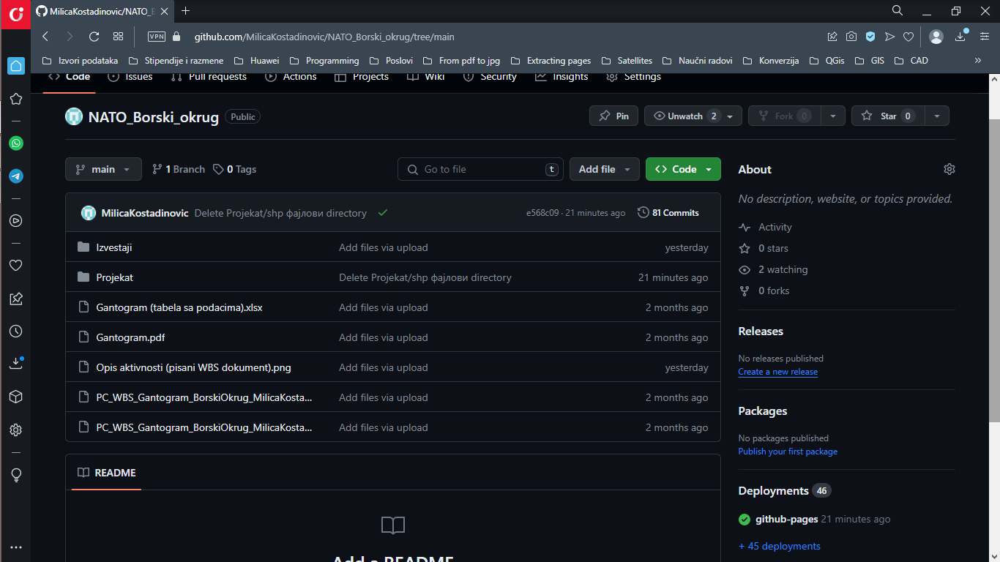 MilicaKostadinovic/NATO_B
VPN github.com/MilicaKostadinovic/NATO_Borski_okrug/tree/main
Izvori podataka Stipendije i razmene Huawei Programming Poslovi From pdf to jpg Extracting pages Satellites Naučni radovi Konverzija QGis GIS CAD »
Code Issues Pull requests Actions Projects Wiki Security Insights Settings
NATO_Borski_okrug Public Pin Unwatch 2 Fork 0 Star 0
main 1 Branch 0 Tags Go to file t Add file Code
MilicaKostadinovic Delete Projekat/shp фајлови directory e568c09 · 21 minutes ago 81 Commits
Izvestaji Add files via upload yesterday
Projekat Delete Projekat/shp фајлови directory 21 minutes ago
Gantogram (tabela sa podacima).xlsx Add files via upload 2 months ago
Gantogram.pdf Add files via upload 2 months ago
Opis aktivnosti (pisani WBS dokument).png Add files via upload yesterday
PC_WBS_Gantogram_BorskiOkrug_MilicaKosta... Add files via upload 2 months ago
PC_WBS_Gantogram_BorskiOkrug_MilicaKosta... Add files via upload 2 months ago
README
Add a README
About
No description, website, or topics provided.
Activity
0 stars
2 watching
0 forks
Releases
No releases published
Create a new release
Packages
No packages published
Publish your first package
Deployments 46
github-pages 21 minutes ago
+ 45 deployments